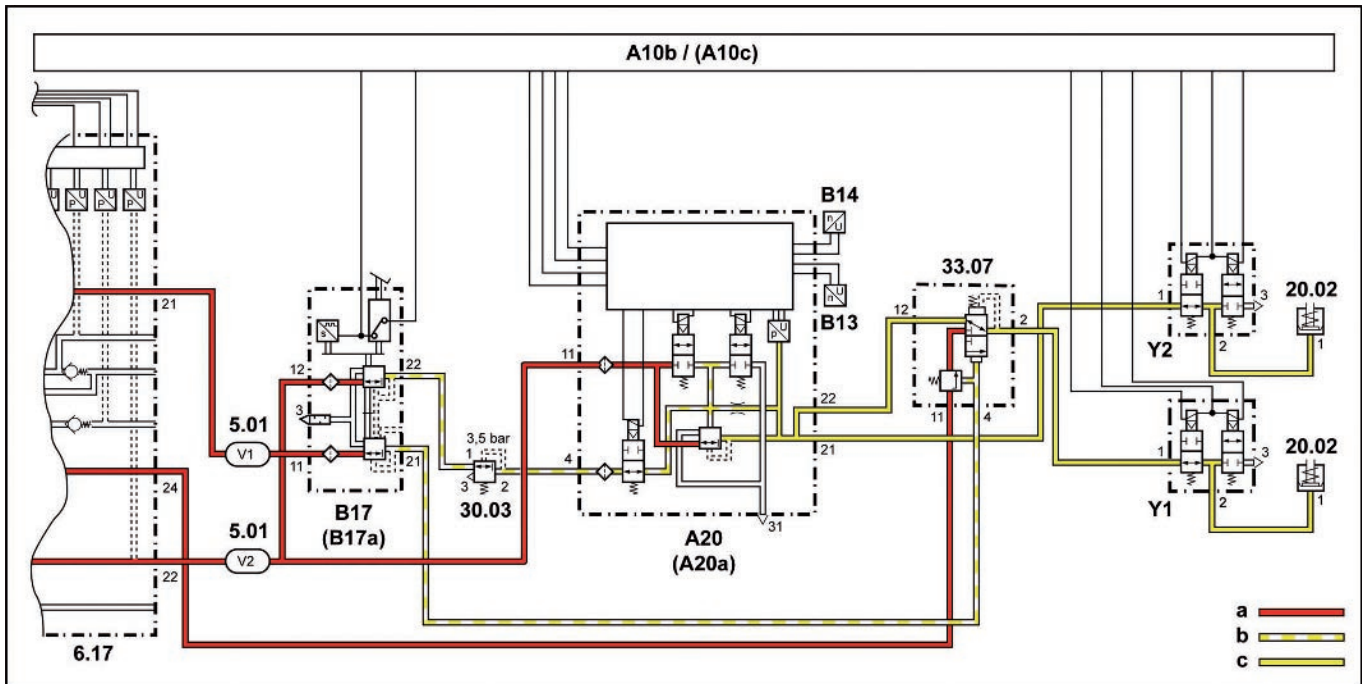 A10b / (A10c)
U
P
U
P
U
P
U
21
24
22
6.17
5.01
V1
5.01
V2
12
11
3
s
22
21
B17
(B17a)
3,5 bar
1
3
2
30.03
11
4
P
U
22
21
31
A20
(A20a)
B14
n
U
n
U
B13
33.07
12
2
11
4
1
2
3
Y2
20.02
1
1
2
3
Y1
20.02
1
a
b
c